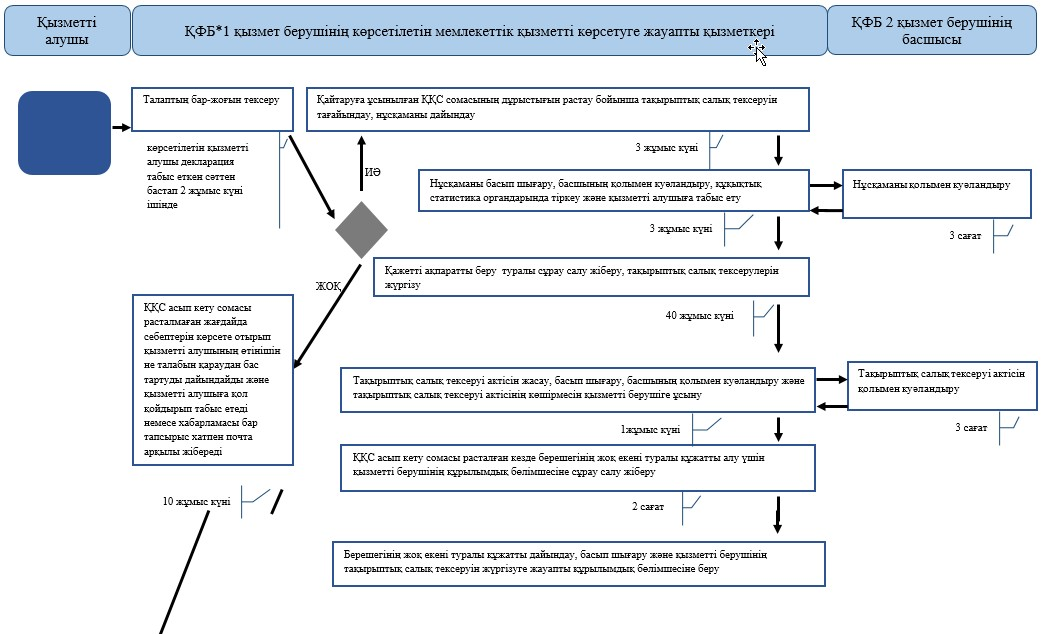 Қызметті
алушы
ҚФБ*1 қызмет берушінің көрсетілетін мемлекеттік қызметті көрсетуге жауапты қызметкері
ҚФБ 2 қызмет берушінің
басшысы
Талаптың бар-жоғын тексеру
көрсетілетін қызметті
алушы декларация
табыс еткен сәттен
бастап 2 жұмыс күні
ішінде
Қайтаруға ұсынылған ҚҚС сомасының дұрыстығын растау бойынша тақырыптық салық тексеруін
тағайындау, нұсқаманы дайындау
3 жұмыс күні
ИӘ
Нұсқаманы басып шығару, басшының қолымен куәландыру, құқықтық
статистика органдарында тіркеу және қызметті алушыға табыс ету
Нұсқаманы қолымен куәландыру
3 жұмыс күні
3 сағат
Қажетті ақпаратты беру туралы сұрау салу жіберу, тақырыптық салық тексерулерін
жүргізу
ЖОҚ
40 жұмыс күні
ҚҚС асып кету сомасы
расталмаған жағдайда
себептерін көрсете отырып
қызметті алушының өтінішін
не талабын қараудан бас
тартуды дайындайды және
қызметті алушыға қол
қойдырып табыс етеді
немесе хабарламасы бар
тапсырыс хатпен почта
арқылы жібереді
10 жұмыс күні
Тақырыптық салық тексеруі актісін жасау, басып шығару, басшының қолымен куәландыру және
тақырыптық салық тексеруі актісінің көшірмесін қызметті берушіге ұсыну
Тақырыптық салық тексеруі актісін
қолымен куәландыру
1жұмыс күні
3 сағат
ҚҚС асып кету сомасы расталған кезде берешегінің жоқ екені туралы құжатты алу үшін
қызметті берушінің құрылымдық бөлімшесіне сұрау салу жіберу
2 сағат
Берешегінің жоқ екені туралы құжатты дайындау, басып шығару және қызметті берушінің
тақырыптық салық тексеруін жүргізуге жауапты құрылымдық бөлімшесіне беру